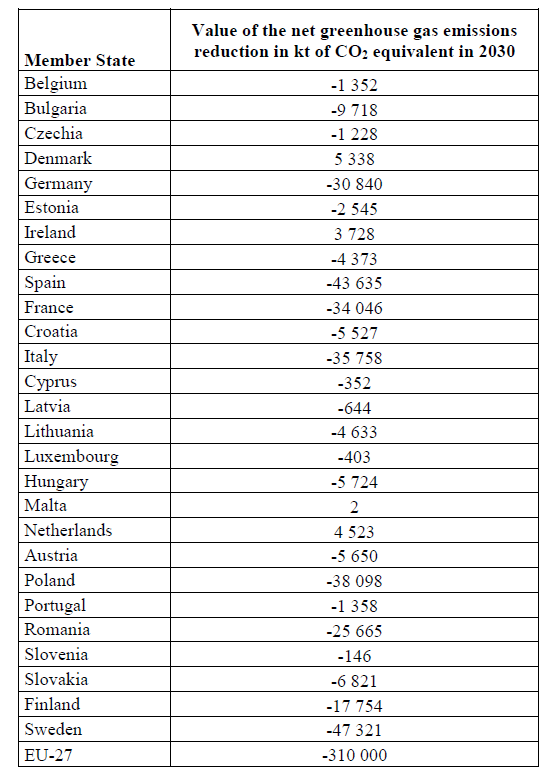 Member State
Value of the net greenhouse gas emissions
reduction in kt of CO₂ equivalent in 2030
Belgium -1 352
Bulgaria -9 718
Czechia -1 228
Denmark 5 338
Germany -30 840
Estonia -2 545
Ireland 3 728
Greece -4 373
Spain -43 635
France -34 046
Croatia -5 527
Italy -35 758
Cyprus -352
Latvia -644
Lithuania -4 633
Luxembourg -403
Hungary -5 724
Malta 2
Netherlands 4 523
Austria -5 650
Poland -38 098
Portugal -1 358
Romania -25 665
Slovenia -146
Slovakia -6 821
Finland -17 754
Sweden -47 321
EU-27 -310 000